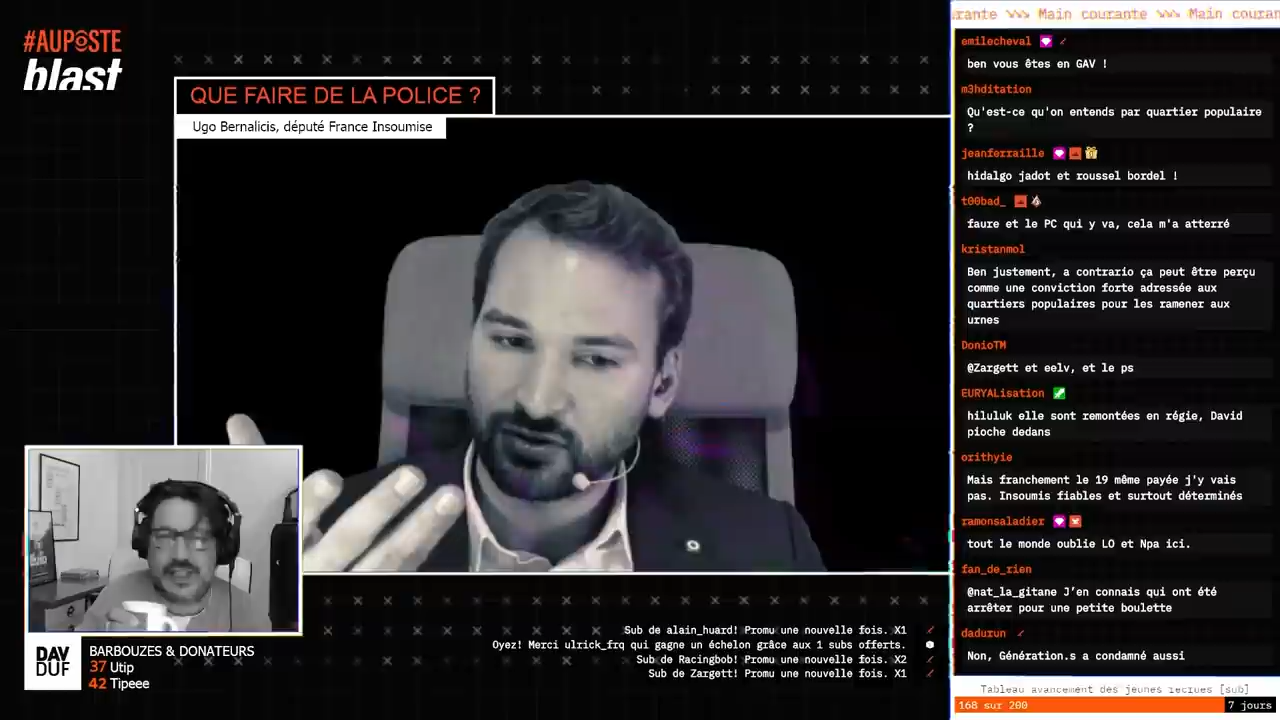 #AUPOSTE
blast
QUE FAIRE DE LA POLICE ?
Ugo Bernalicis, député France Insoumise
DAV
DUF
BARBOUZES & DONATEURS
37 Utip
42 Tipeee
Sub de alain_huard! Promu une nouvelle fois. X1
Oyez! Merci ulrick_frq qui gagne un échelon grâce aux 1 subs offerts.
Sub de Racingbob! Promu une nouvelle fois. X2
Sub de Zargett! Promu une nouvelle fois. X1
rante Main courante Main couran
emilecheval
ben vous êtes en GAV !
m3hditation
Qu'est-ce qu'on entends par quartier populaire
?
jeanferraille
hidalgo jadot et roussel bordel !
t00bad_
faure et le PC qui y va, cela m'a atterré
kristanmol
Ben justement, a contrario ça peut être perçu
comme une conviction forte adressée aux
quartiers populaires pour les ramener aux
urnes
DonioTM
@Zargett et eelv, et le ps
EURYALisation
hiluluk elle sont remontées en régie, David
pioche dedans
orithyie
Mais franchement le 19 même payée j'y vais
pas. Insoumis fiables et surtout déterminés
ramonsaladier
tout le monde oublie LO et Npa ici.
fan_de_rien
@nat_la_gitane J'en connais qui ont été
arrêter pour une petite boulette
dadurun
Non, Génération.s a condamné aussi
Tableau avancement des jeunes recrues [sub]
168 sur 200
7 jours